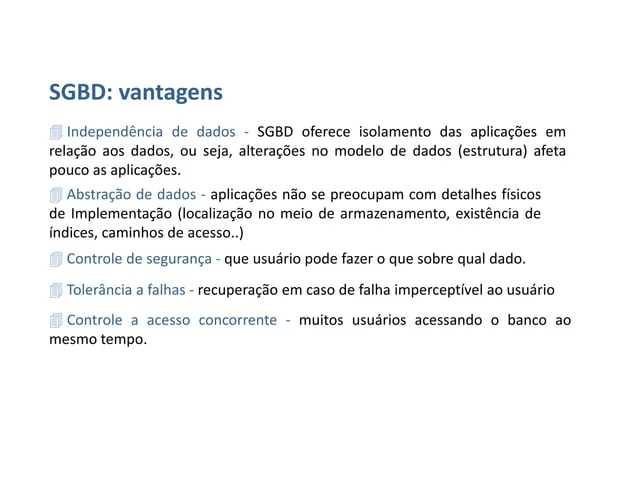 SGBD: vantagens
Independência de dados - SGBD oferece isolamento das aplicações em
relação aos dados, ou seja, alterações no modelo de dados (estrutura) afeta
pouco as aplicações.
Abstração de dados - aplicações não se preocupam com detalhes físicos
de Implementação (localização no meio de armazenamento, existência de
índices, caminhos de acesso..)
Controle de segurança - que usuário pode fazer o que sobre qual dado.
Tolerância a falhas - recuperação em caso de falha imperceptível ao usuário
Controle a acesso concorrente - muitos usuários acessando o banco ao
mesmo tempo.